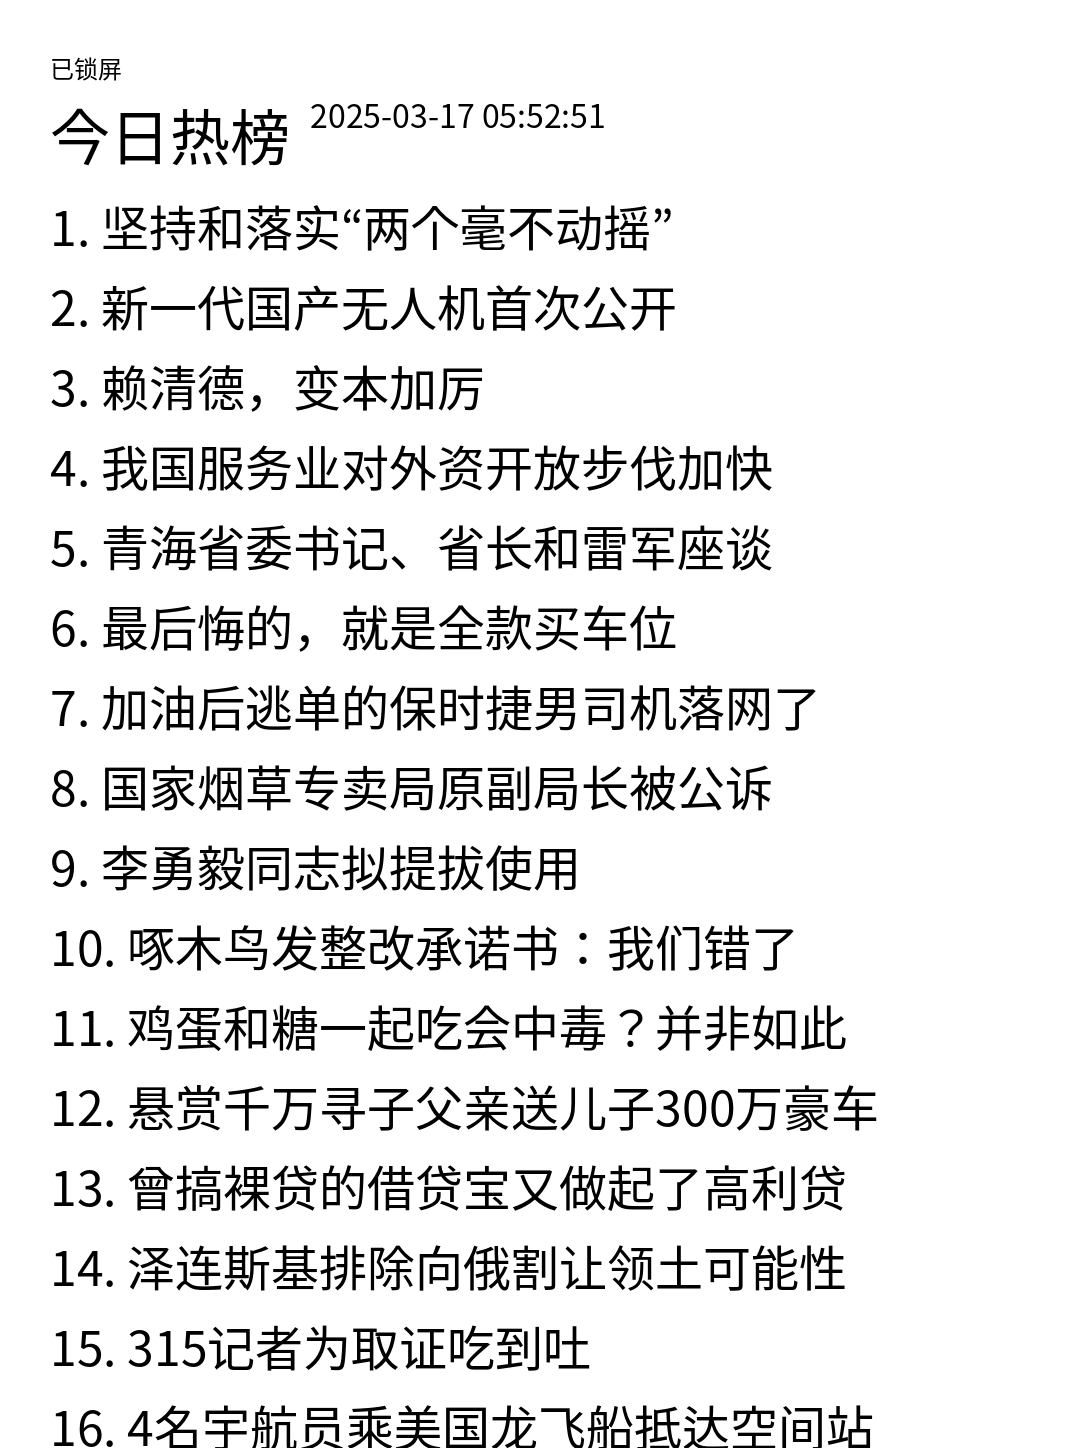 已锁屏
今日热榜 2025-03-17 05:52:51
1. 坚持和落实“两个毫不动摇”
2. 新一代国产无人机首次公开
3. 赖清德，变本加厉
4. 我国服务业对外资开放步伐加快
5. 青海省委书记、省长和雷军座谈
6. 最后悔的，就是全款买车位
7. 加油后逃单的保时捷男司机落网了
8. 国家烟草专卖局原副局长被公诉
9. 李勇毅同志拟提拔使用
10. 啄木鸟发整改承诺书：我们错了
11. 鸡蛋和糖一起吃会中毒？并非如此
12. 悬赏千万寻子父亲送儿子300万豪车
13. 曾搞裸贷的借贷宝又做起了高利贷
14. 泽连斯基排除向俄割让领土可能性
15. 315记者为取证吃到吐
16. 4名宇航员乘美国龙飞船抵达空间站